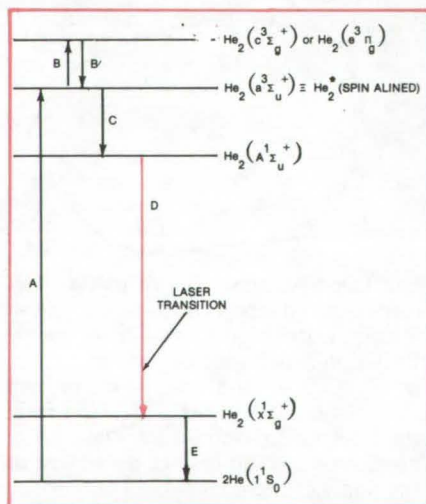 He2(c3Σg+) or He2(e3Πg)
B B′
He2(a3Σu+) ≡ He2* (SPIN ALINED)
C
He2(A1Σu+)
D
A
LASER
TRANSITION
He2(X1Σg+)
E
2He(11S0)